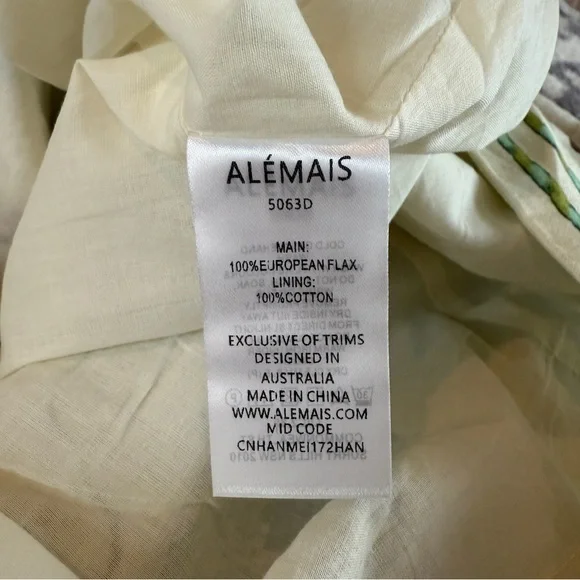 ALÉMAIS
5063D
MAIN:
100%EUROPEAN FLAX
LINING:
100%COTTON
EXCLUSIVE OF TRIMS
DESIGNED IN
AUSTRALIA
MADE IN CHINA
WWW.ALEMAIS.COM
MID CODE
CNHANMEI172HAN